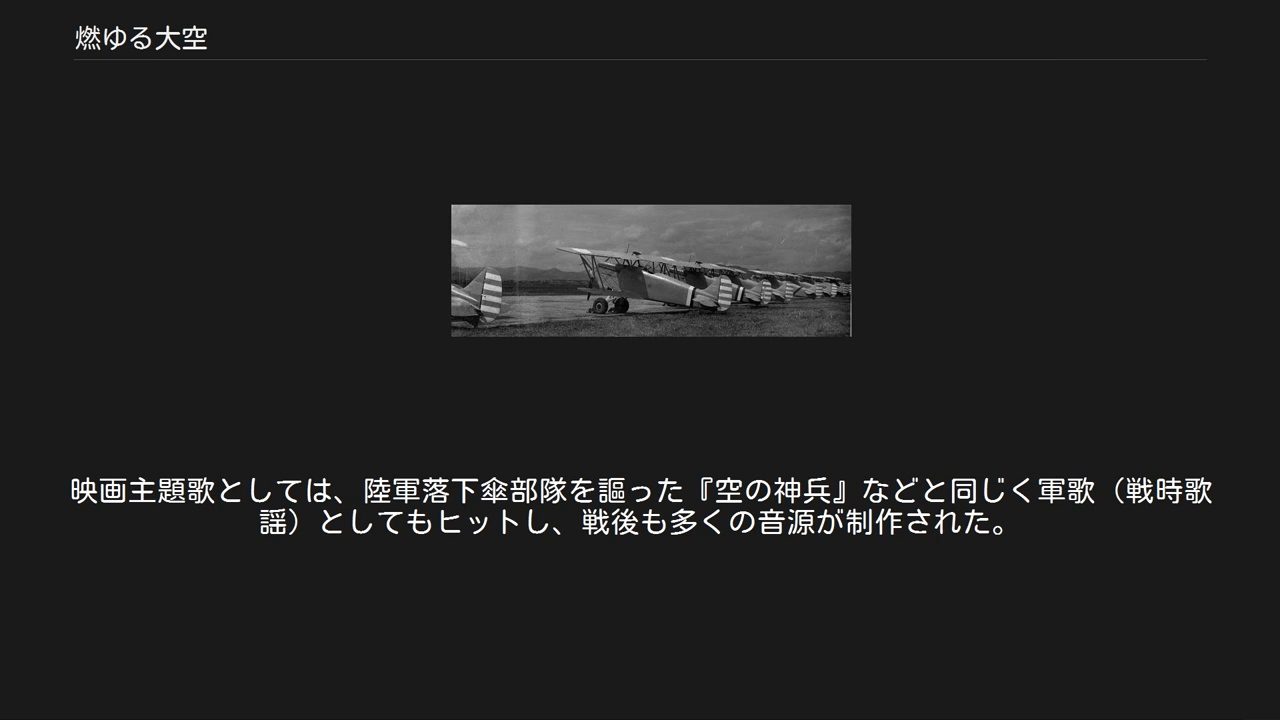 燃ゆる大空
映画主題歌としては、陸軍落下傘部隊を謳った『空の神兵』などと同じく軍歌（戦時歌
謡）としてもヒットし、戦後も多くの音源が制作された。